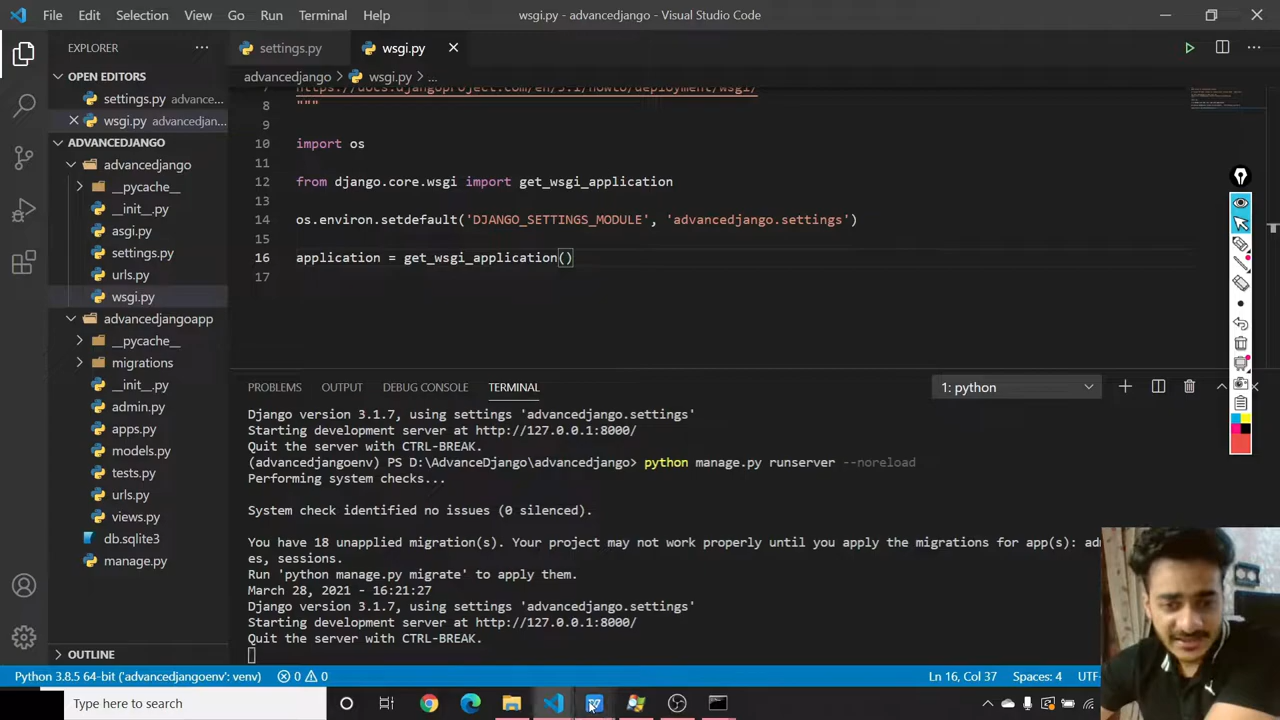 File Edit Selection View Go Run Terminal Help
wsgi.py - advancedjango - Visual Studio Code
EXPLORER
OPEN EDITORS
settings.py advance...
wsgi.py advancedjan...
ADVANCEDJANGO
advancedjango
__pycache__
__init__.py
asgi.py
settings.py
urls.py
wsgi.py
advancedjangoapp
__pycache__
migrations
__init__.py
admin.py
apps.py
models.py
tests.py
urls.py
views.py
db.sqlite3
manage.py
OUTLINE
settings.py
wsgi.py
advancedjango > wsgi.py > ...
7 https://docs.djangoproject.com/en/3.1/howto/deployment/wsgi/
8 """
9
10 import os
11
12 from django.core.wsgi import get_wsgi_application
13
14 os.environ.setdefault('DJANGO_SETTINGS_MODULE', 'advancedjango.settings')
15
16 application = get_wsgi_application()
17
PROBLEMS OUTPUT DEBUG CONSOLE TERMINAL
1: python
Django version 3.1.7, using settings 'advancedjango.settings'
Starting development server at http://127.0.0.1:8000/
Quit the server with CTRL-BREAK.
(advancedjangoenv) PS D:\AdvanceDjango\advancedjango> python manage.py runserver --noreload
Performing system checks...
System check identified no issues (0 silenced).
You have 18 unapplied migration(s). Your project may not work properly until you apply the migrations for app(s): ad
es, sessions.
Run 'python manage.py migrate' to apply them.
March 28, 2021 - 16:21:27
Django version 3.1.7, using settings 'advancedjango.settings'
Starting development server at http://127.0.0.1:8000/
Quit the server with CTRL-BREAK.
Python 3.8.5 64-bit ('advancedjangoenv': venv) 0 0
Ln 16, Col 37 Spaces: 4 UTF-
Type here to search